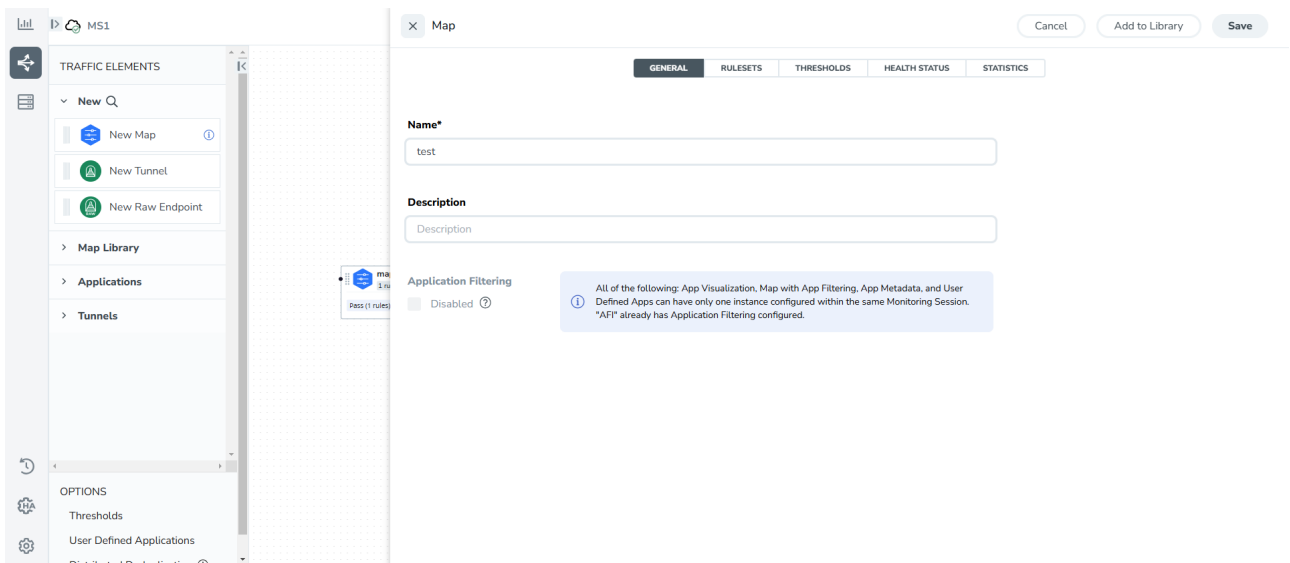 MS1
Map
Cancel
Add to Library
Save
TRAFFIC ELEMENTS
GENERAL
RULESETS
THRESHOLDS
HEALTH STATUS
STATISTICS
New
New Map
New Tunnel
New Raw Endpoint
Map Library
Applications
Tunnels
Pass (1 rules)
Name*
test
Description
Description
Application Filtering
Disabled
All of the following: App Visualization, Map with App Filtering, App Metadata, and User
Defined Apps can have only one instance configured within the same Monitoring Session.
"AFI" already has Application Filtering configured.
OPTIONS
Thresholds
User Defined Applications
HA